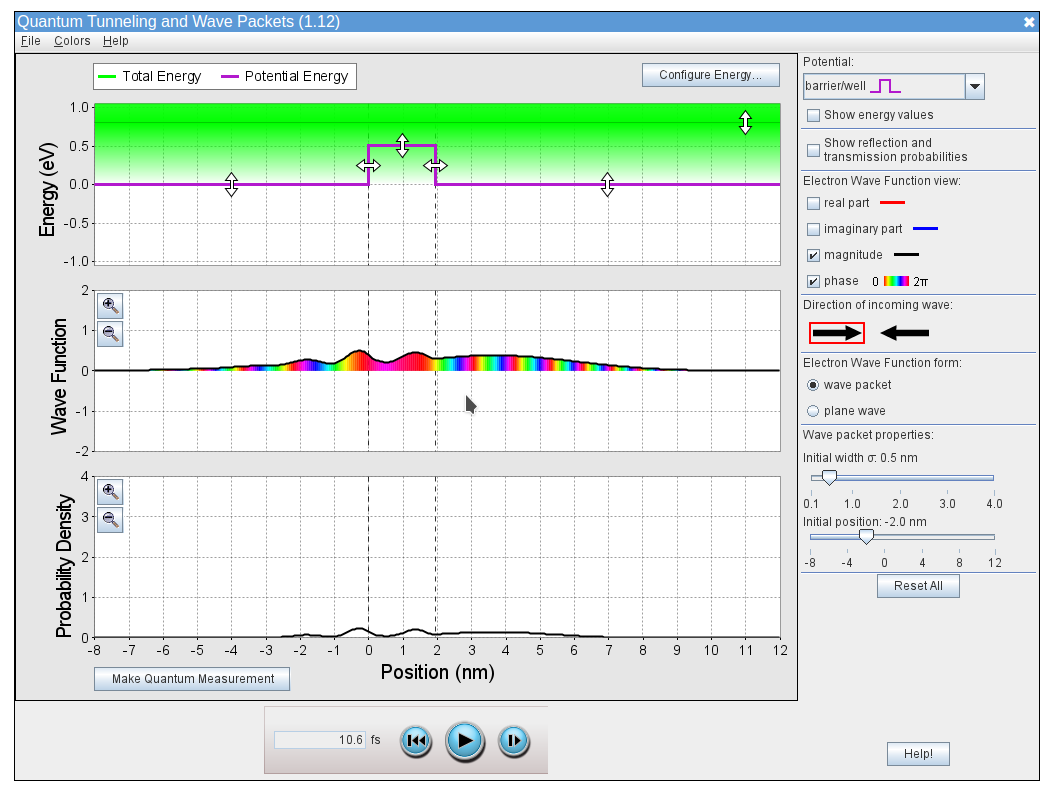 Quantum Tunneling and Wave Packets (1.12)
File Colors Help
Total Energy Potential Energy
Configure Energy...
Energy (eV)
1.0
0.5
0.0
-0.5
-1.0
Wave Function
2
1
0
-1
-2
Probability Density
4
3
2
1
0
-8 -7 -6 -5 -4 -3 -2 -1 0 1 2 3 4 5 6 7 8 9 10 11 12
Position (nm)
Make Quantum Measurement
10.6 fs
Potential:
barrier/well
Show energy values
Show reflection and
transmission probabilities
Electron Wave Function view:
real part
imaginary part
magnitude
phase 0 2π
Direction of incoming wave:
Electron Wave Function form:
wave packet
plane wave
Wave packet properties:
Initial width σ: 0.5 nm
0.1 1.0 2.0 3.0 4.0
Initial position: -2.0 nm
-8 -4 0 4 8 12
Reset All
Help!